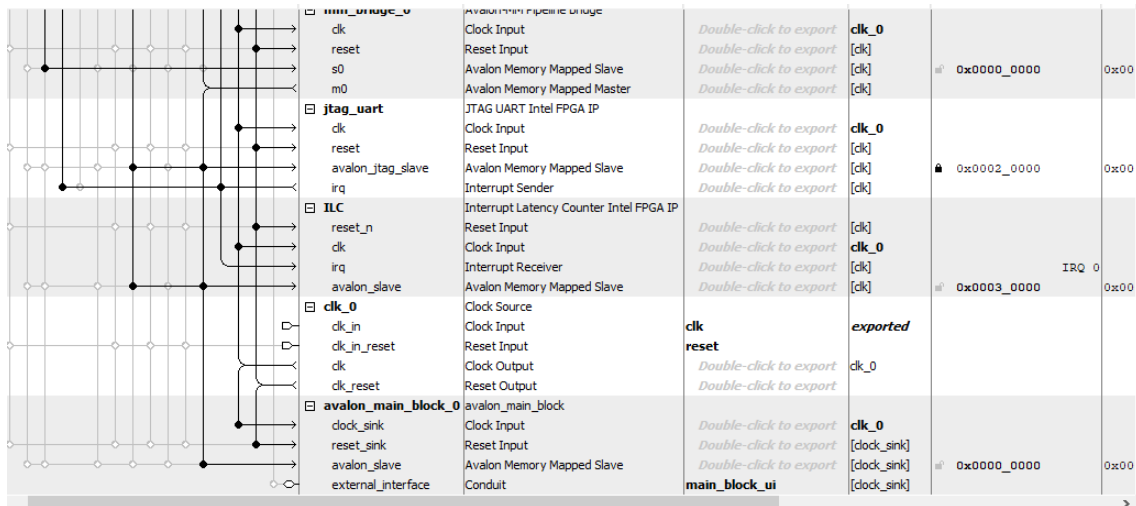 mm_bridge_0 Avalon-MM Pipeline Bridge
clk Clock Input Double-click to export clk_0
reset Reset Input Double-click to export [clk]
s0 Avalon Memory Mapped Slave Double-click to export [clk] 0x0000_0000 0x00
m0 Avalon Memory Mapped Master Double-click to export [clk]
jtag_uart JTAG UART Intel FPGA IP
clk Clock Input Double-click to export clk_0
reset Reset Input Double-click to export [clk]
avalon_jtag_slave Avalon Memory Mapped Slave Double-click to export [clk] 0x0002_0000 0x00
irq Interrupt Sender Double-click to export [clk]
ILC Interrupt Latency Counter Intel FPGA IP
reset_n Reset Input Double-click to export [clk]
clk Clock Input Double-click to export clk_0
irq Interrupt Receiver Double-click to export [clk] IRQ 0
avalon_slave Avalon Memory Mapped Slave Double-click to export [clk] 0x0003_0000 0x00
clk_0 Clock Source
clk_in Clock Input clk exported
clk_in_reset Reset Input reset
clk Clock Output Double-click to export clk_0
clk_reset Reset Output Double-click to export
avalon_main_block_0 avalon_main_block
clock_sink Clock Input Double-click to export clk_0
reset_sink Reset Input Double-click to export [clock_sink]
avalon_slave Avalon Memory Mapped Slave Double-click to export [clock_sink] 0x0000_0000 0x00
external_interface Conduit main_block_ui [clock_sink]